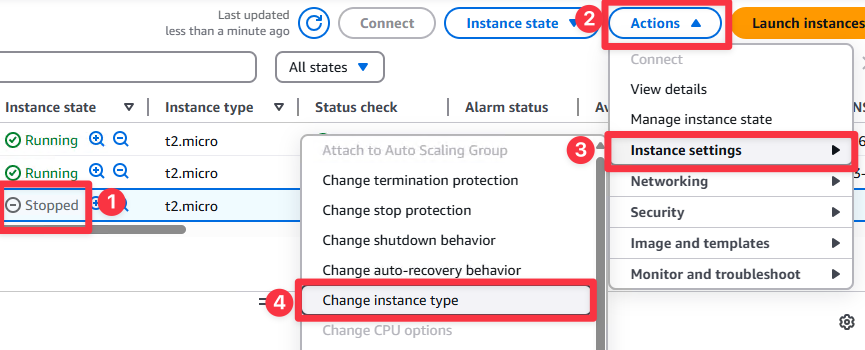 Last updated
less than a minute ago
Connect
Instance state
2
Actions
Launch instances
All states
Connect
View details
Manage instance state
3
Instance settings
Networking
Security
Image and templates
Monitor and troubleshoot
Instance state
Instance type
Status check
Alarm status
Av
NS
Running
t2.micro
6
Running
t2.micro
3-
Stopped
1
t2.micro
Attach to Auto Scaling Group
Change termination protection
Change stop protection
Change shutdown behavior
Change auto-recovery behavior
4
Change instance type
Change CPU options